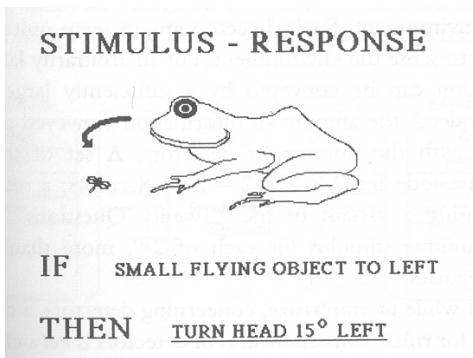 STIMULUS - RESPONSE
IF SMALL FLYING OBJECT TO LEFT
THEN TURN HEAD 15° LEFT